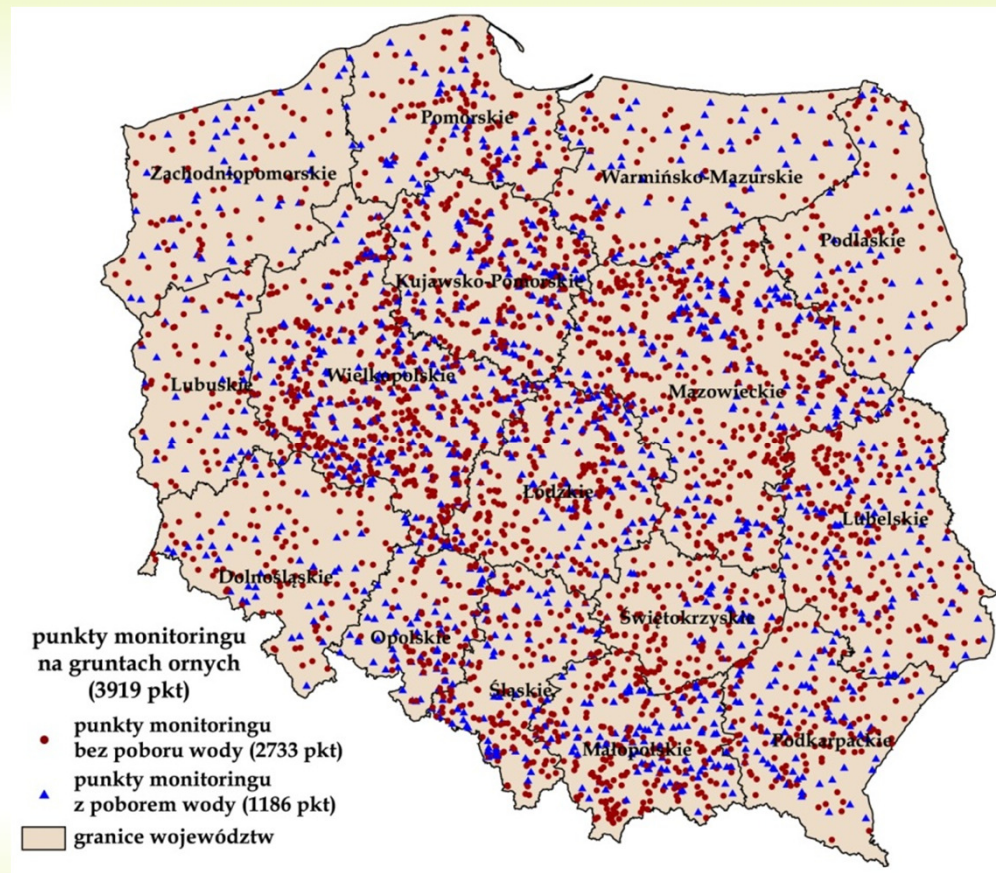 Pomorskie
Zachodniopomorskie
Warmińsko-Mazurskie
Podlaskie
Kujawsko-Pomorskie
Wielkopolskie
Lubuskie
Mazowieckie
Łódzkie
Lubelskie
Dolnośląskie
Świętokrzyskie
Opolskie
Śląskie
Małopolskie
Podkarpackie
punkty monitoringu
na gruntach ornych
(3919 pkt)
punkty monitoringu
bez poboru wody (2733 pkt)
punkty monitoringu
z poborem wody (1186 pkt)
granice województw